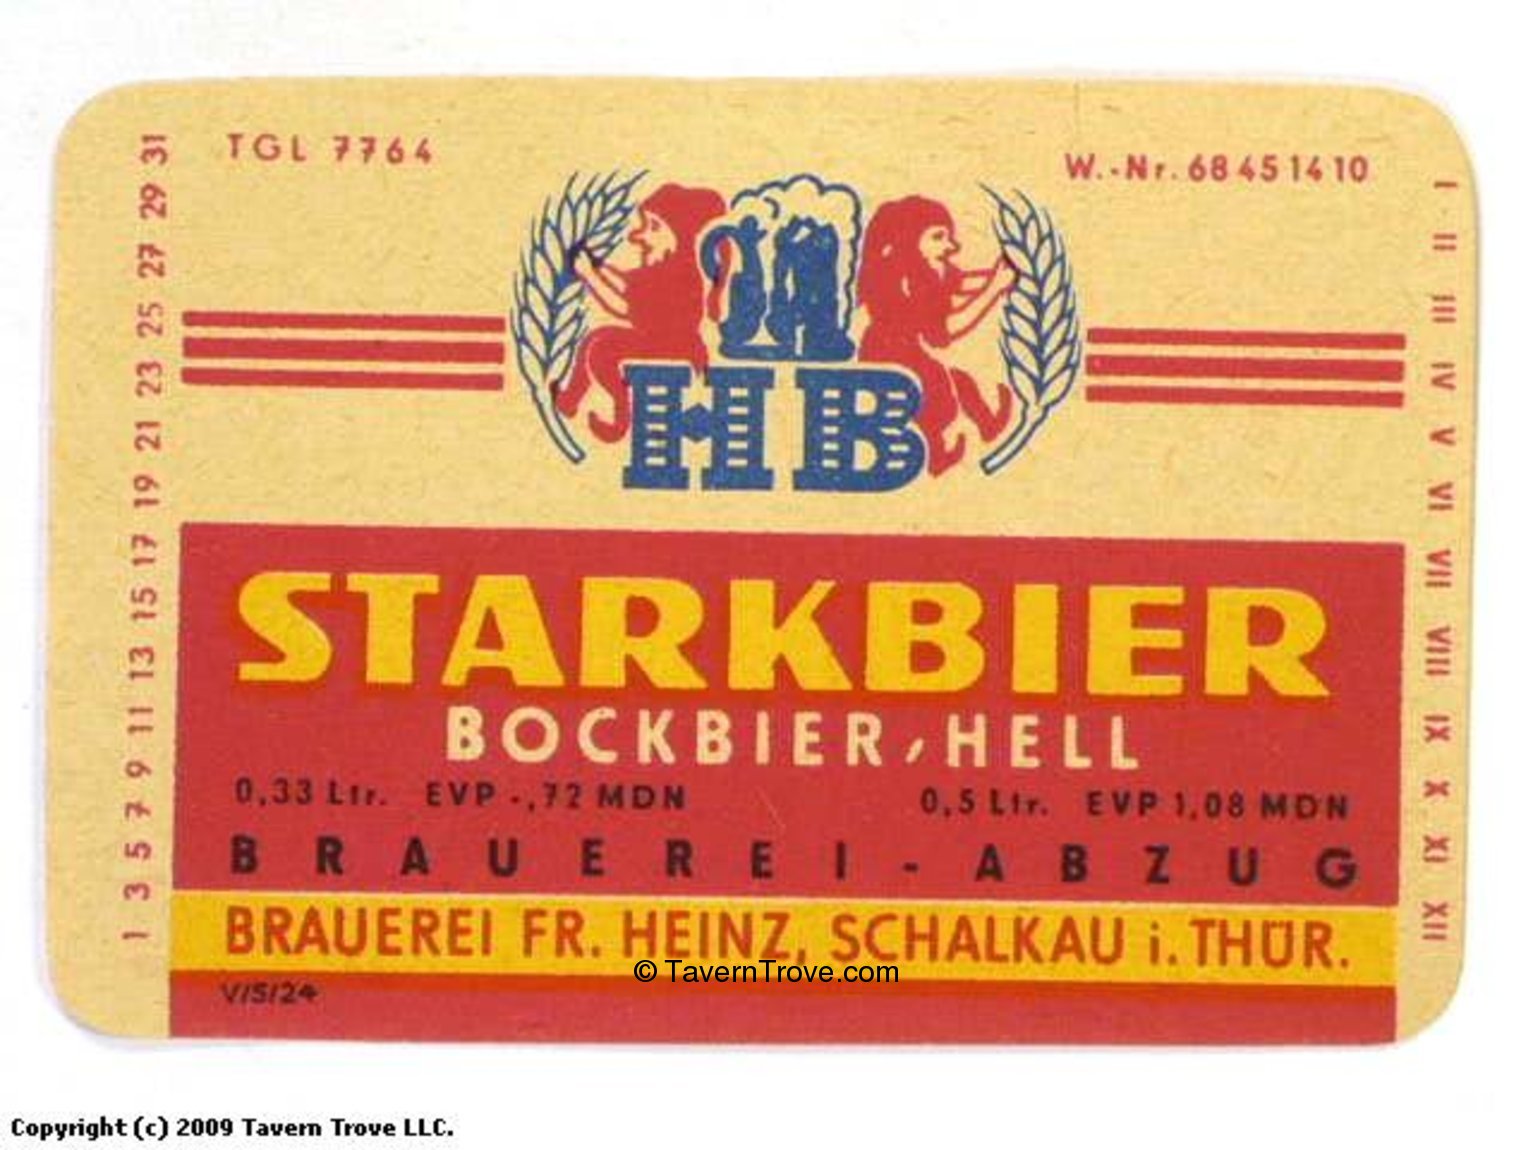 TGL 7764
W.-Nr. 68 45 14 10
1 3 5 7 9 11 13 15 17 19 21 23 25 27 29 31
I II III IV V VI VII VIII IX X XI XII
HB
STARKBIER
BOCKBIER, HELL
0,33 Ltr. EVP -,72 MDN
0,5 Ltr. EVP 1,08 MDN
BRAUEREI-ABZUG
BRAUEREI FR. HEINZ, SCHALKAU i. THÜR.
© TavernTrove.com
V/5/24
Copyright (c) 2009 Tavern Trove LLC.